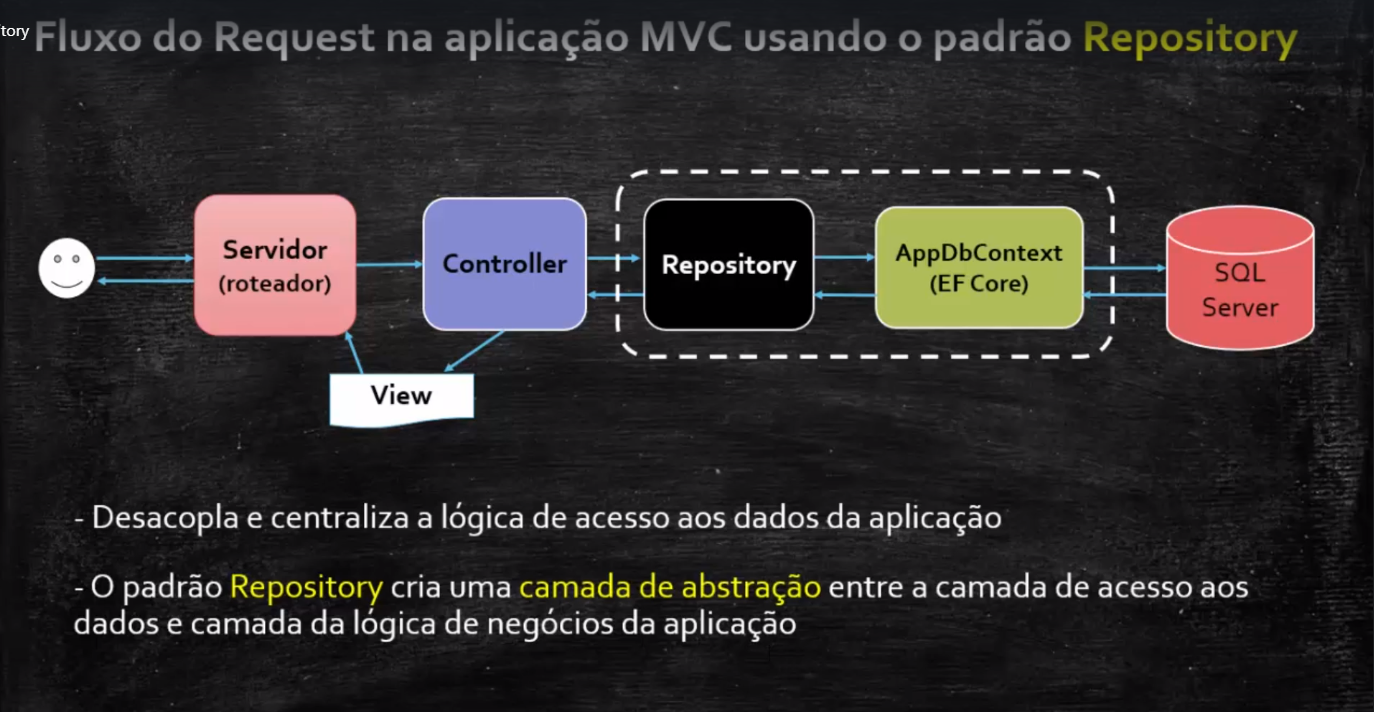 tory
Fluxo do Request na aplicação MVC usando o padrão Repository
Servidor
(roteador)
Controller
Repository
AppDbContext
(EF Core)
SQL
Server
View
- Desacopla e centraliza a lógica de acesso aos dados da aplicação
- O padrão Repository cria uma camada de abstração entre a camada de acesso aos
dados e camada da lógica de negócios da aplicação